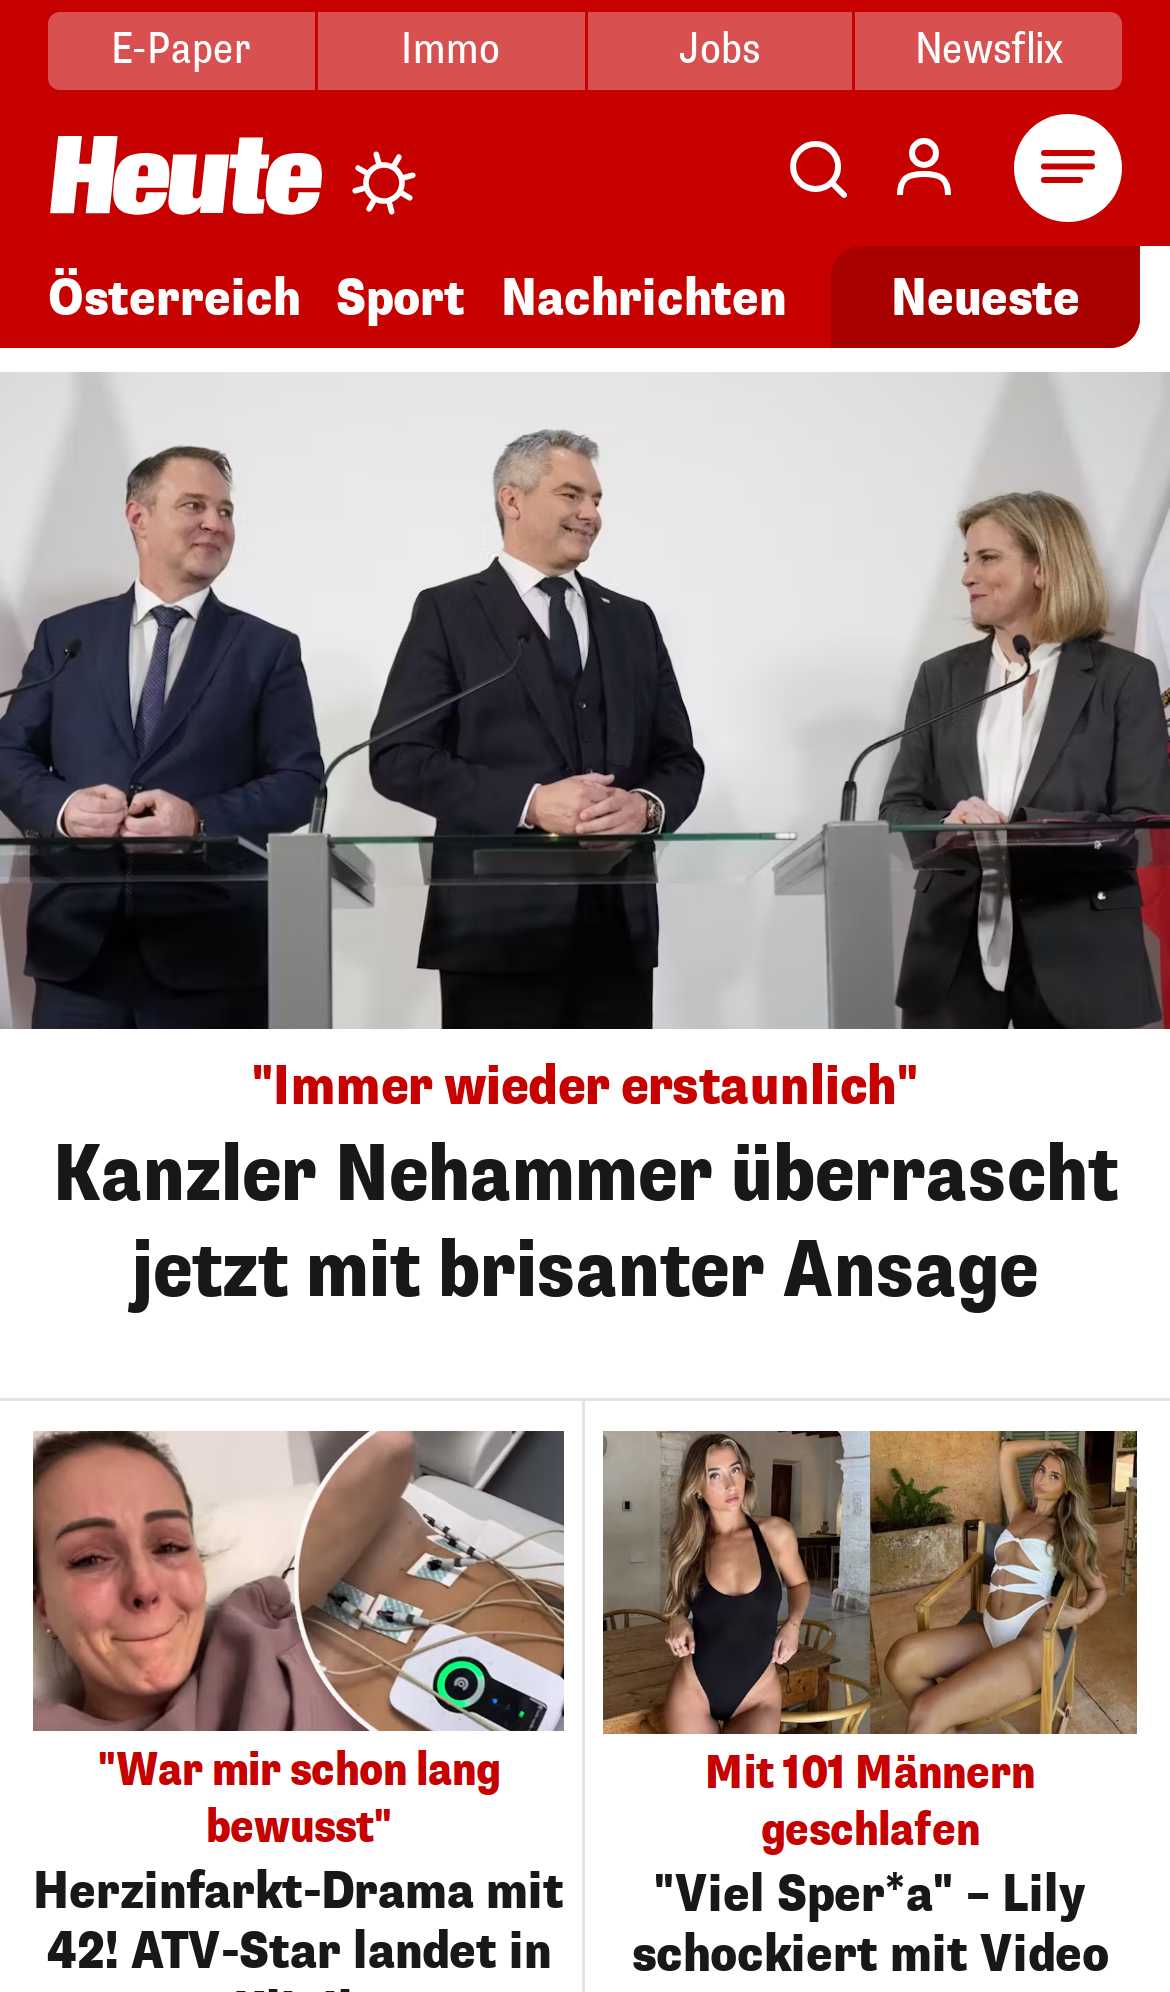 E-Paper Immo Jobs Newsflix
Heute
Österreich Sport Nachrichten Neueste
"Immer wieder erstaunlich"
Kanzler Nehammer überrascht
jetzt mit brisanter Ansage
"War mir schon lang
bewusst"
Herzinfarkt-Drama mit
42! ATV-Star landet in
Mit 101 Männern
geschlafen
"Viel Sper*a" – Lily
schockiert mit Video